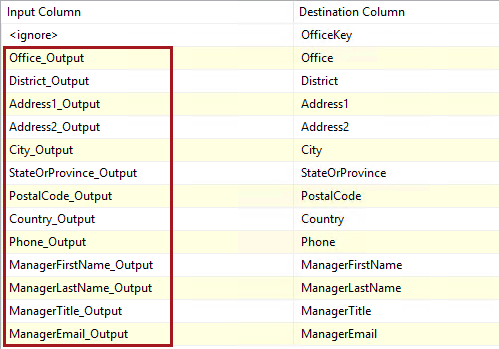 Input Column Destination Column
<ignore> OfficeKey
Office_Output Office
District_Output District
Address1_Output Address1
Address2_Output Address2
City_Output City
StateOrProvince_Output StateOrProvince
PostalCode_Output PostalCode
Country_Output Country
Phone_Output Phone
ManagerFirstName_Output ManagerFirstName
ManagerLastName_Output ManagerLastName
ManagerTitle_Output ManagerTitle
ManagerEmail_Output ManagerEmail